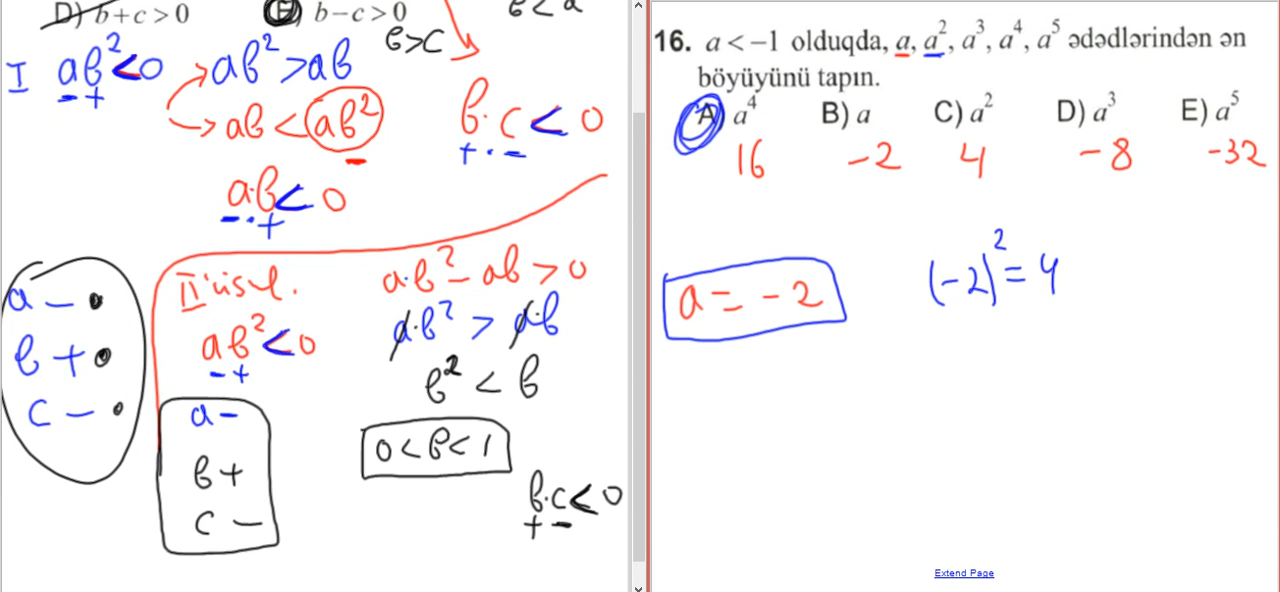 D) b+c>0 E) b−c>0 b<a
b>c
I ab²<0 ab²>ab
− +
ab<ab²
−
b·c<0
+ · −
a·b<0
− · +
a −
b +
c −
II üsul.
ab²<0
− +
a −
b +
c −
a·b²−ab>0
a·b²>a·b
b²<b
0<b<1
b·c<0
+ −
16. a < −1 olduqda, a, a², a³, a⁴, a⁵ ədədlərindən ən
böyüyünü tapın.
A) a⁴ B) a C) a² D) a³ E) a⁵
16 −2 4 −8 -32
a = −2
(−2)² = 4
Extend Page